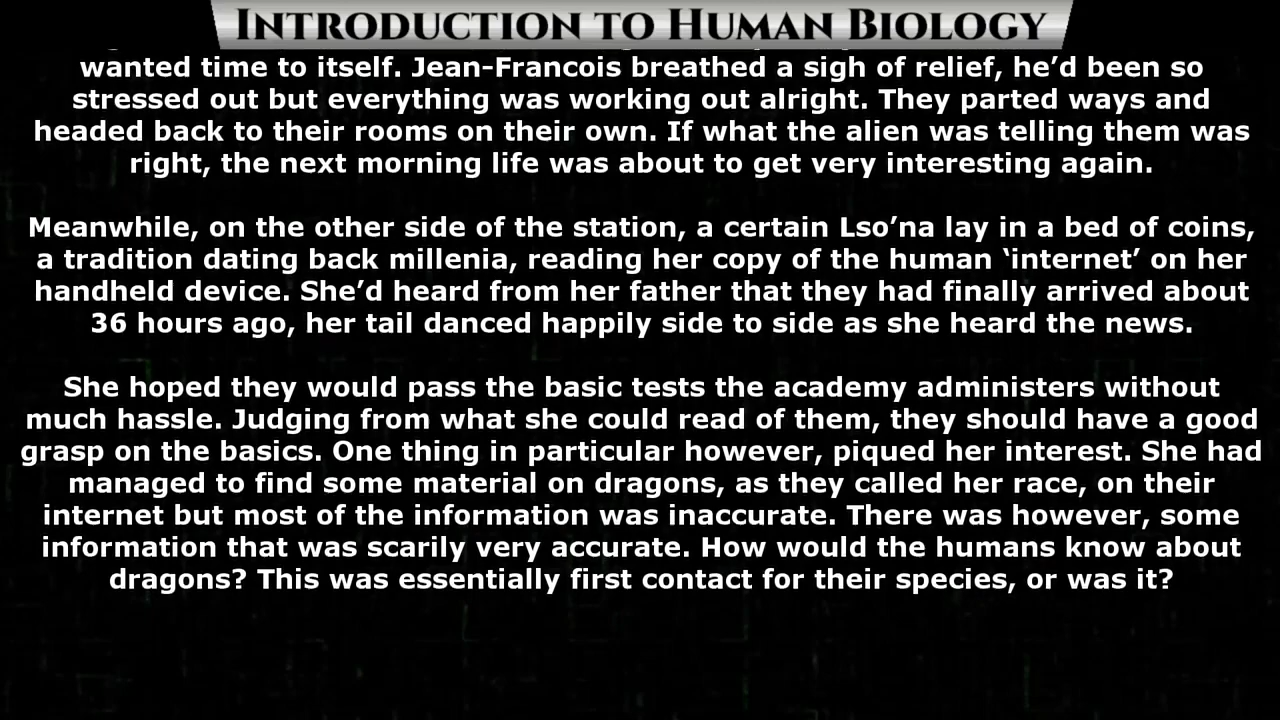 Introduction to Human Biology
wanted time to itself. Jean-Francois breathed a sigh of relief, he’d been so
stressed out but everything was working out alright. They parted ways and
headed back to their rooms on their own. If what the alien was telling them was
right, the next morning life was about to get very interesting again.
Meanwhile, on the other side of the station, a certain Lso’na lay in a bed of coins,
a tradition dating back millenia, reading her copy of the human ‘internet’ on her
handheld device. She’d heard from her father that they had finally arrived about
36 hours ago, her tail danced happily side to side as she heard the news.
She hoped they would pass the basic tests the academy administers without
much hassle. Judging from what she could read of them, they should have a good
grasp on the basics. One thing in particular however, piqued her interest. She had
managed to find some material on dragons, as they called her race, on their
internet but most of the information was inaccurate. There was however, some
information that was scarily very accurate. How would the humans know about
dragons? This was essentially first contact for their species, or was it?